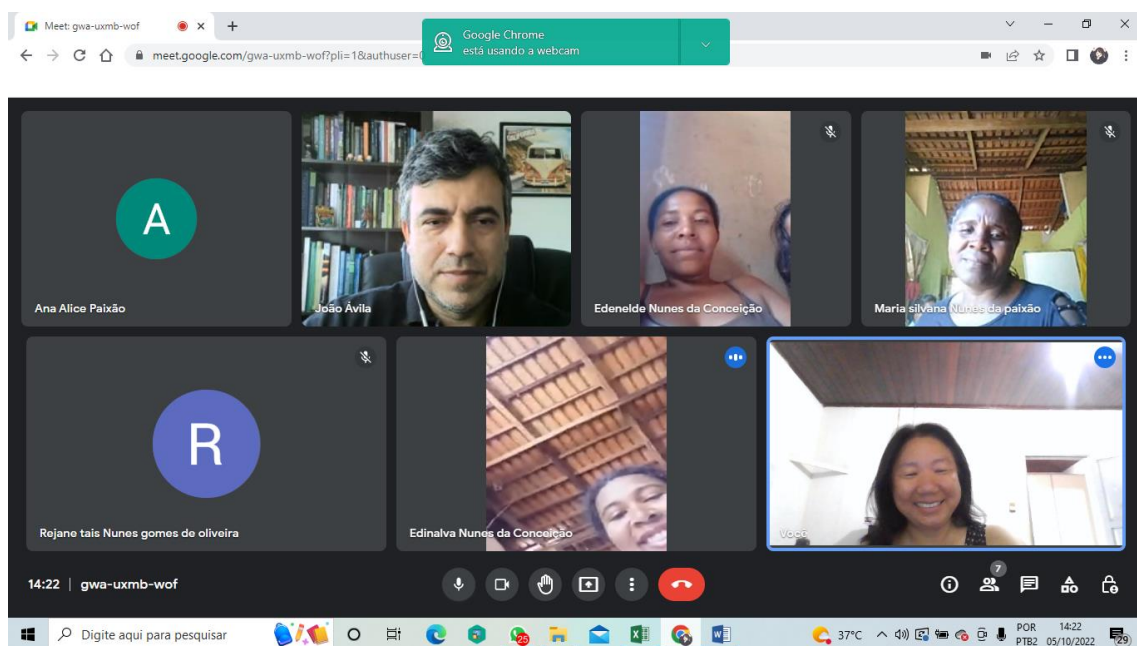 Meet: gwa-uxmb-wof
Google Chrome
está usando a webcam
meet.google.com/gwa-uxmb-wof?pli=1&authuser=
A
Ana Alice Paixão
João Ávila
Edenelde Nunes da Conceição
Maria silvana Nunes da paixão
R
Rejane tais Nunes gomes de oliveira
Edinalva Nunes da Conceição
Você
14:22 | gwa-uxmb-wof
7
Digite aqui para pesquisar
25
37°C
POR
PTB2
14:22
05/10/2022
29